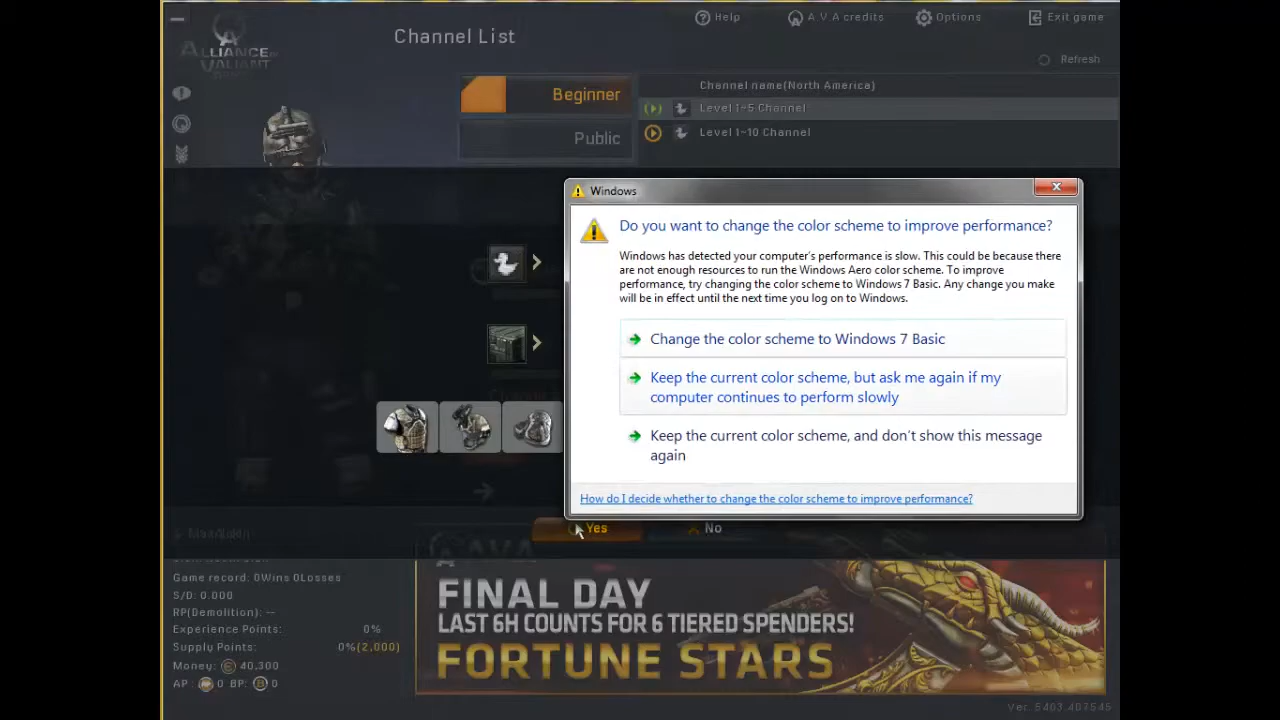 Help
A.V.A credits
Options
Exit game
ALLIANCE OF
VALIANT
Channel List
Refresh
Beginner
Public
Channel name(North America)
Level 1~5 Channel
Level 1~10 Channel
Windows
Do you want to change the color scheme to improve performance?
Windows has detected your computer's performance is slow. This could be because there
are not enough resources to run the Windows Aero color scheme. To improve
performance, try changing the color scheme to Windows 7 Basic. Any change you make
will be in effect until the next time you log on to Windows.
Change the color scheme to Windows 7 Basic
Keep the current color scheme, but ask me again if my
computer continues to perform slowly
Keep the current color scheme, and don't show this message
again
How do I decide whether to change the color scheme to improve performance?
Yes
No
Game record: 0Wins 0Losses
S/D: 0.000
RP(Demolition): --
Experience Points: 0%
Supply Points: 0%(2,000)
Money: 40,300
AP : 0 BP: 0
AVA
FINAL DAY
LAST 6H COUNTS FOR 6 TIERED SPENDERS!
FORTUNE STARS
Ver. 5403.407545